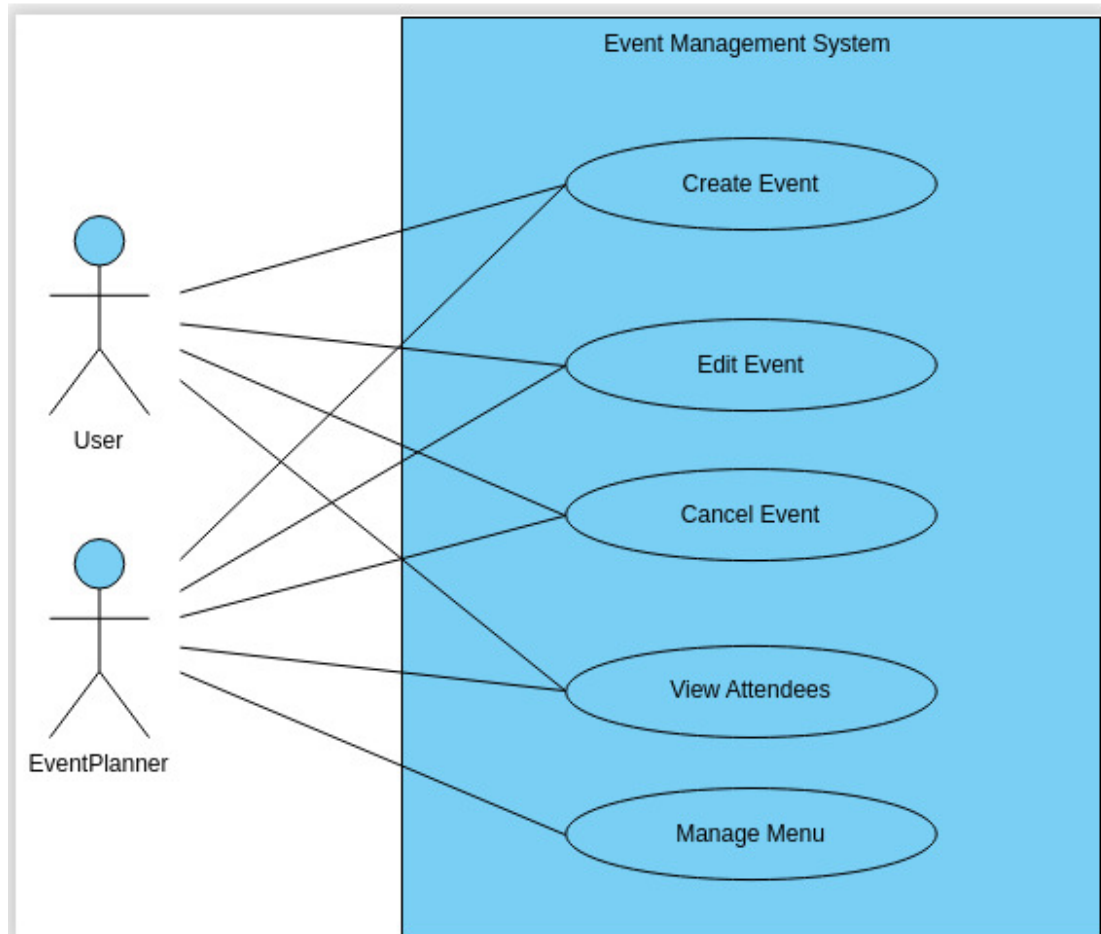 Event Management System
Create Event
Edit Event
User
Cancel Event
View Attendees
EventPlanner
Manage Menu